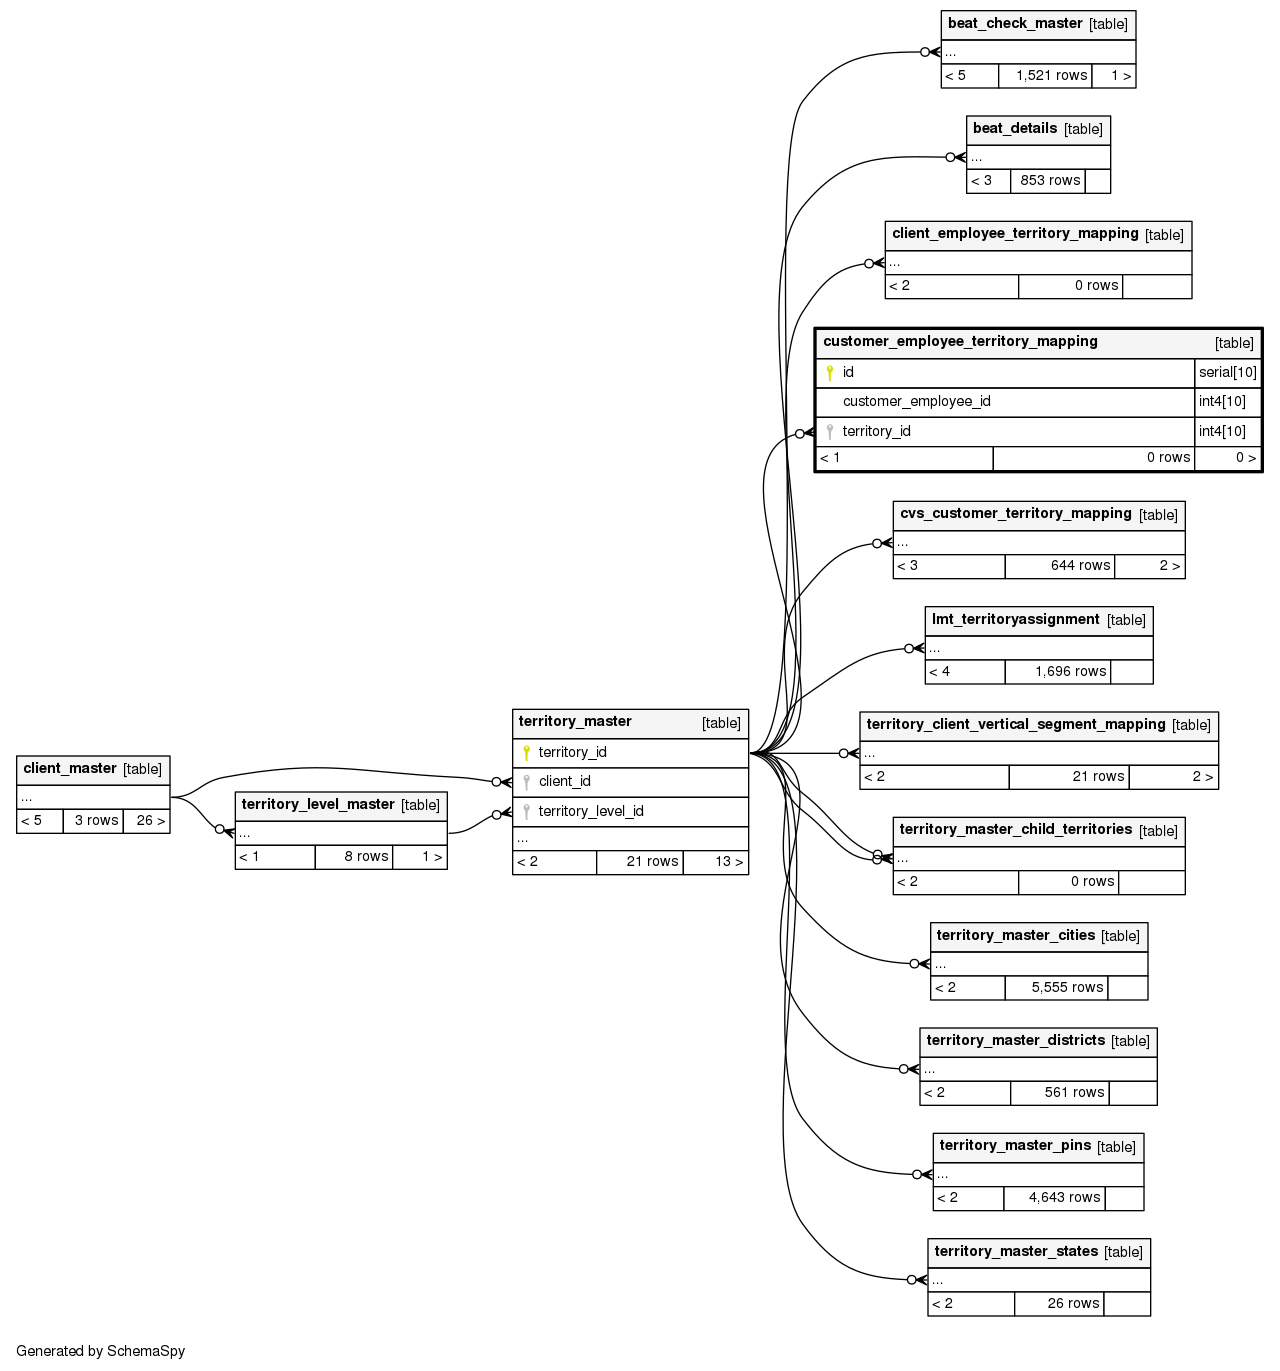 beat_check_master [table]
...
< 5 1,521 rows 1 >
beat_details [table]
...
< 3 853 rows
client_employee_territory_mapping [table]
...
< 2 0 rows
customer_employee_territory_mapping [table]
id serial[10]
customer_employee_id int4[10]
territory_id int4[10]
< 1 0 rows 0 >
cvs_customer_territory_mapping [table]
...
< 3 644 rows 2 >
lmt_territoryassignment [table]
...
< 4 1,696 rows
territory_client_vertical_segment_mapping [table]
...
< 2 21 rows 2 >
territory_master [table]
territory_id
client_id
territory_level_id
...
< 2 21 rows 13 >
client_master [table]
...
< 5 3 rows 26 >
territory_level_master [table]
...
< 1 8 rows 1 >
territory_master_child_territories [table]
...
< 2 0 rows
territory_master_cities [table]
...
< 2 5,555 rows
territory_master_districts [table]
...
< 2 561 rows
territory_master_pins [table]
...
< 2 4,643 rows
territory_master_states [table]
...
< 2 26 rows
Generated by SchemaSpy